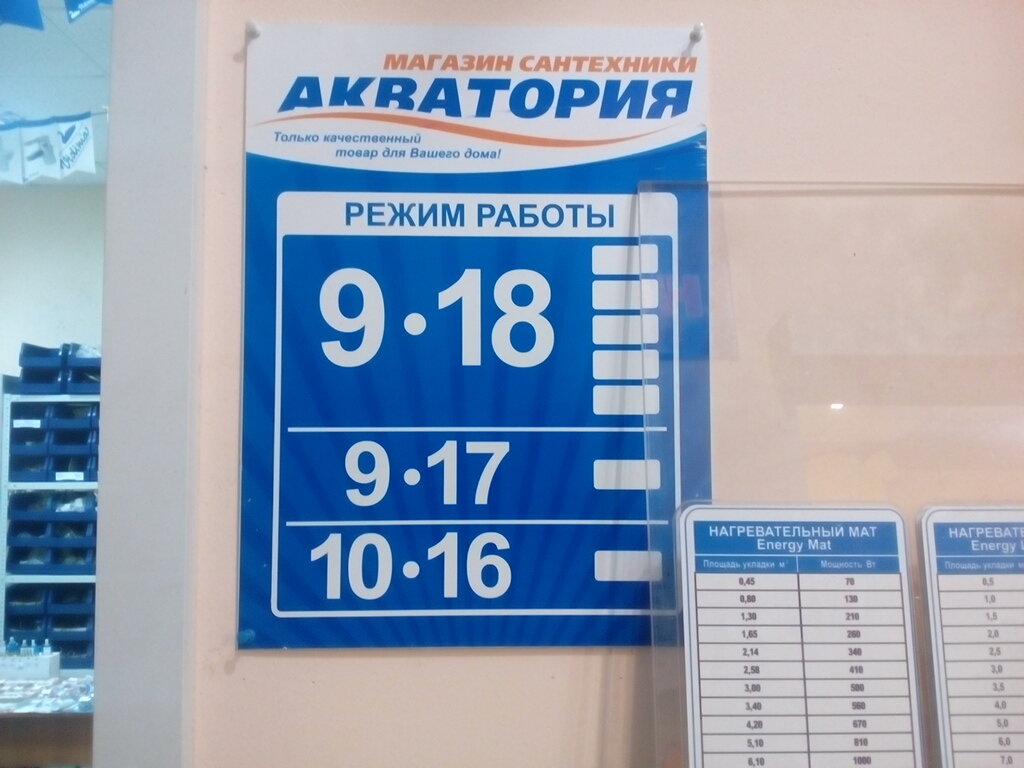 МАГАЗИН САНТЕХНИКИ
АКВАТОРИЯ
Только качественный
товар для Вашего дома!
РЕЖИМ РАБОТЫ
9•18
9•17
10•16
НАГРЕВАТЕЛЬНЫЙ МАТ
Energy Mat
Площадь укладки м² Мощность Вт
0,45 70
0,80 130
1,30 210
1,65 260
2,14 340
2,58 410
3,00 500
3,40 560
4,20 670
5,10 810
6,10 1000
НАГРЕВАТЕ
Energy
Площадь укладки м
0,5
1,0
1,5
2,0
2,5
3,0
3,5
4,0
5,0
6,0
7,0